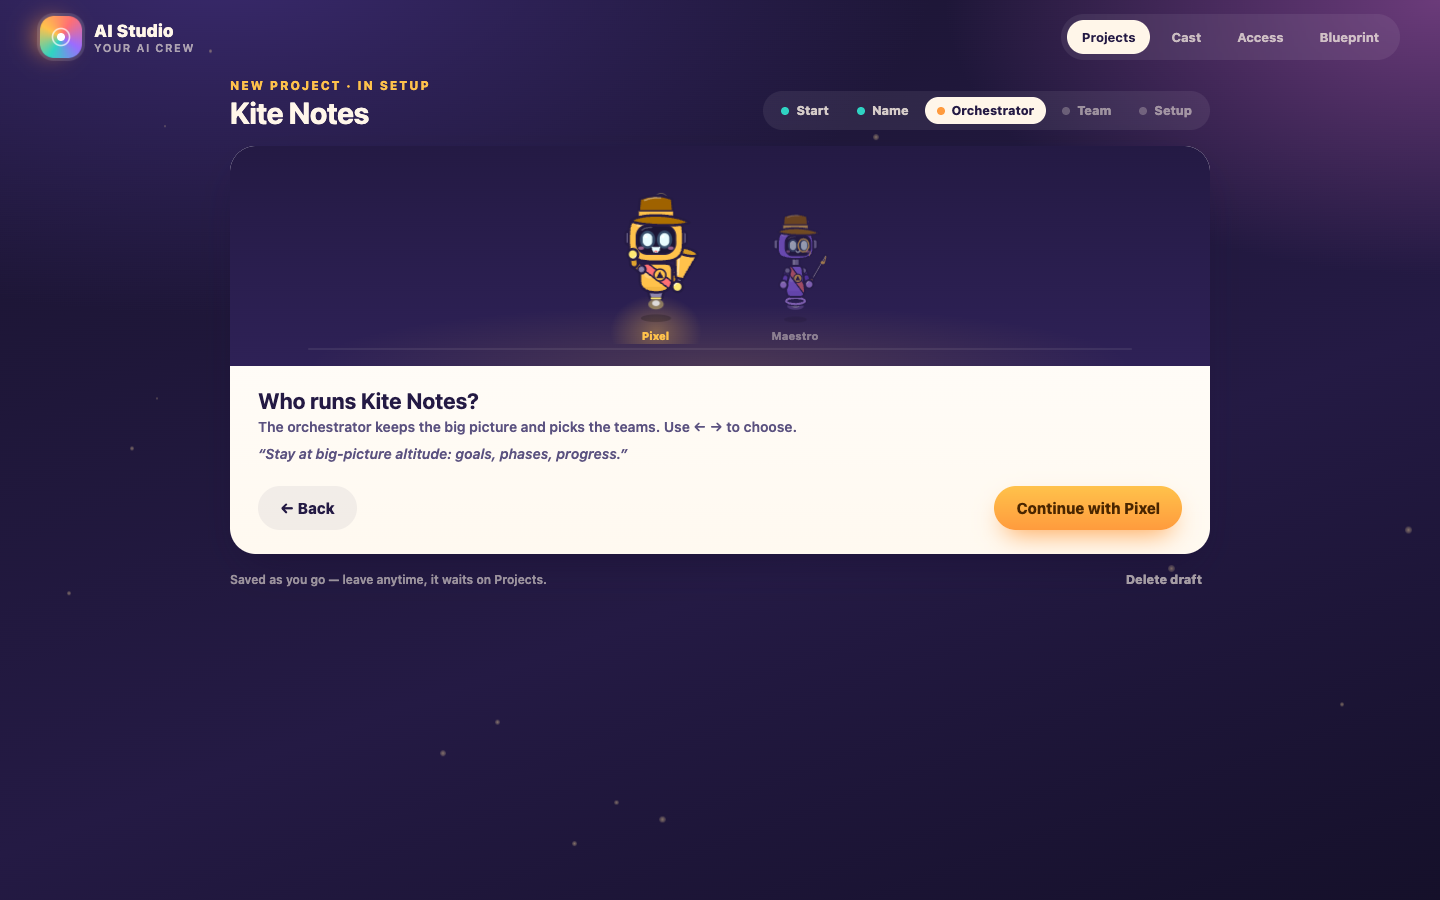 AI Studio
YOUR AI CREW
Projects
Cast
Access
Blueprint
NEW PROJECT · IN SETUP
Kite Notes
Start
Name
Orchestrator
Team
Setup
Pixel
Maestro
Who runs Kite Notes?
The orchestrator keeps the big picture and picks the teams. Use ← → to choose.
“Stay at big-picture altitude: goals, phases, progress.”
← Back
Continue with Pixel
Saved as you go — leave anytime, it waits on Projects.
Delete draft